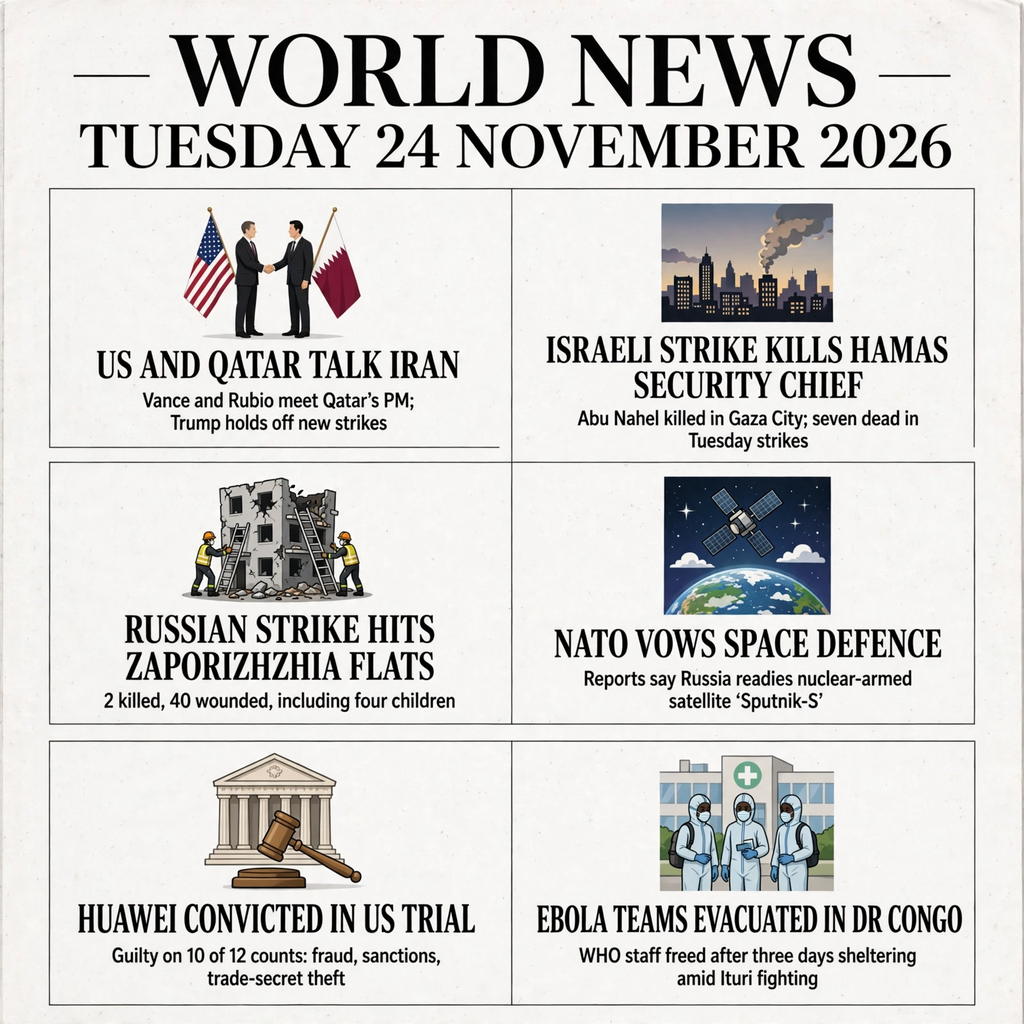 WORLD NEWS
TUESDAY 24 NOVEMBER 2026
US AND QATAR TALK IRAN
Vance and Rubio meet Qatar's PM;
Trump holds off new strikes
ISRAELI STRIKE KILLS HAMAS
SECURITY CHIEF
Abu Nahel killed in Gaza City; seven dead in
Tuesday strikes
RUSSIAN STRIKE HITS
ZAPORIZHZHIA FLATS
2 killed, 40 wounded, including four children
NATO VOWS SPACE DEFENCE
Reports say Russia readies nuclear-armed
satellite ‘Sputnik-S’
HUAWEI CONVICTED IN US TRIAL
Guilty on 10 of 12 counts: fraud, sanctions,
trade-secret theft
EBOLA TEAMS EVACUATED IN DR CONGO
WHO staff freed after three days sheltering
amid Ituri fighting